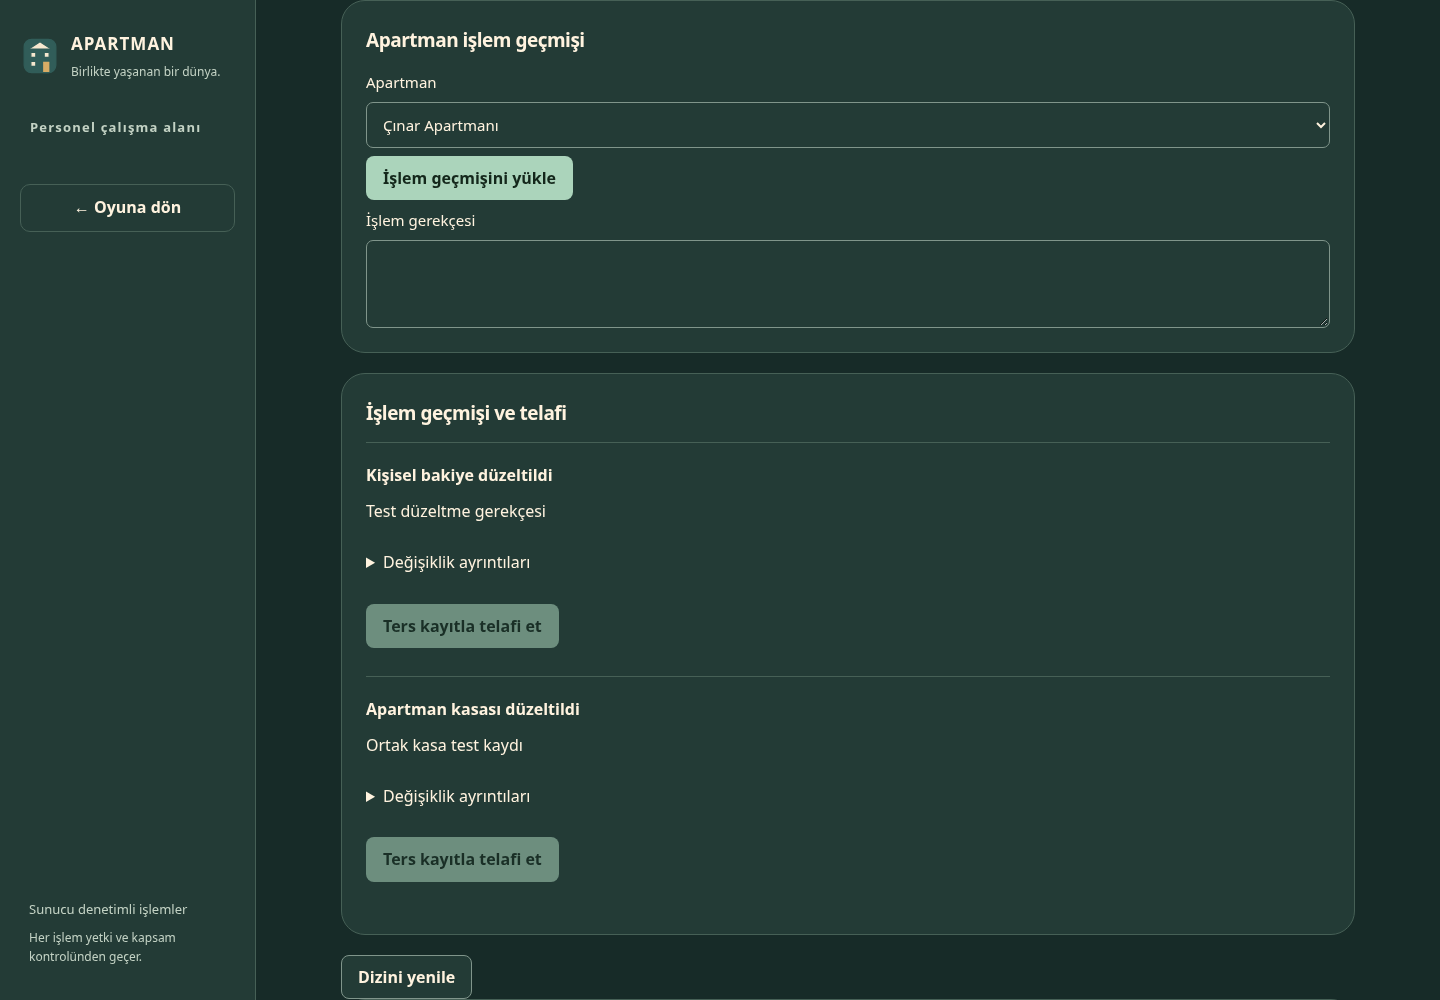 APARTMAN
Birlikte yaşanan bir dünya.
Personel çalışma alanı
← Oyuna dön
Sunucu denetimli işlemler
Her işlem yetki ve kapsam
kontrolünden geçer.
Apartman işlem geçmişi
Apartman
Çınar Apartmanı
İşlem geçmişini yükle
İşlem gerekçesi
İşlem geçmişi ve telafi
Kişisel bakiye düzeltildi
Test düzeltme gerekçesi
▶ Değişiklik ayrıntıları
Ters kayıtla telafi et
Apartman kasası düzeltildi
Ortak kasa test kaydı
▶ Değişiklik ayrıntıları
Ters kayıtla telafi et
Dizini yenile